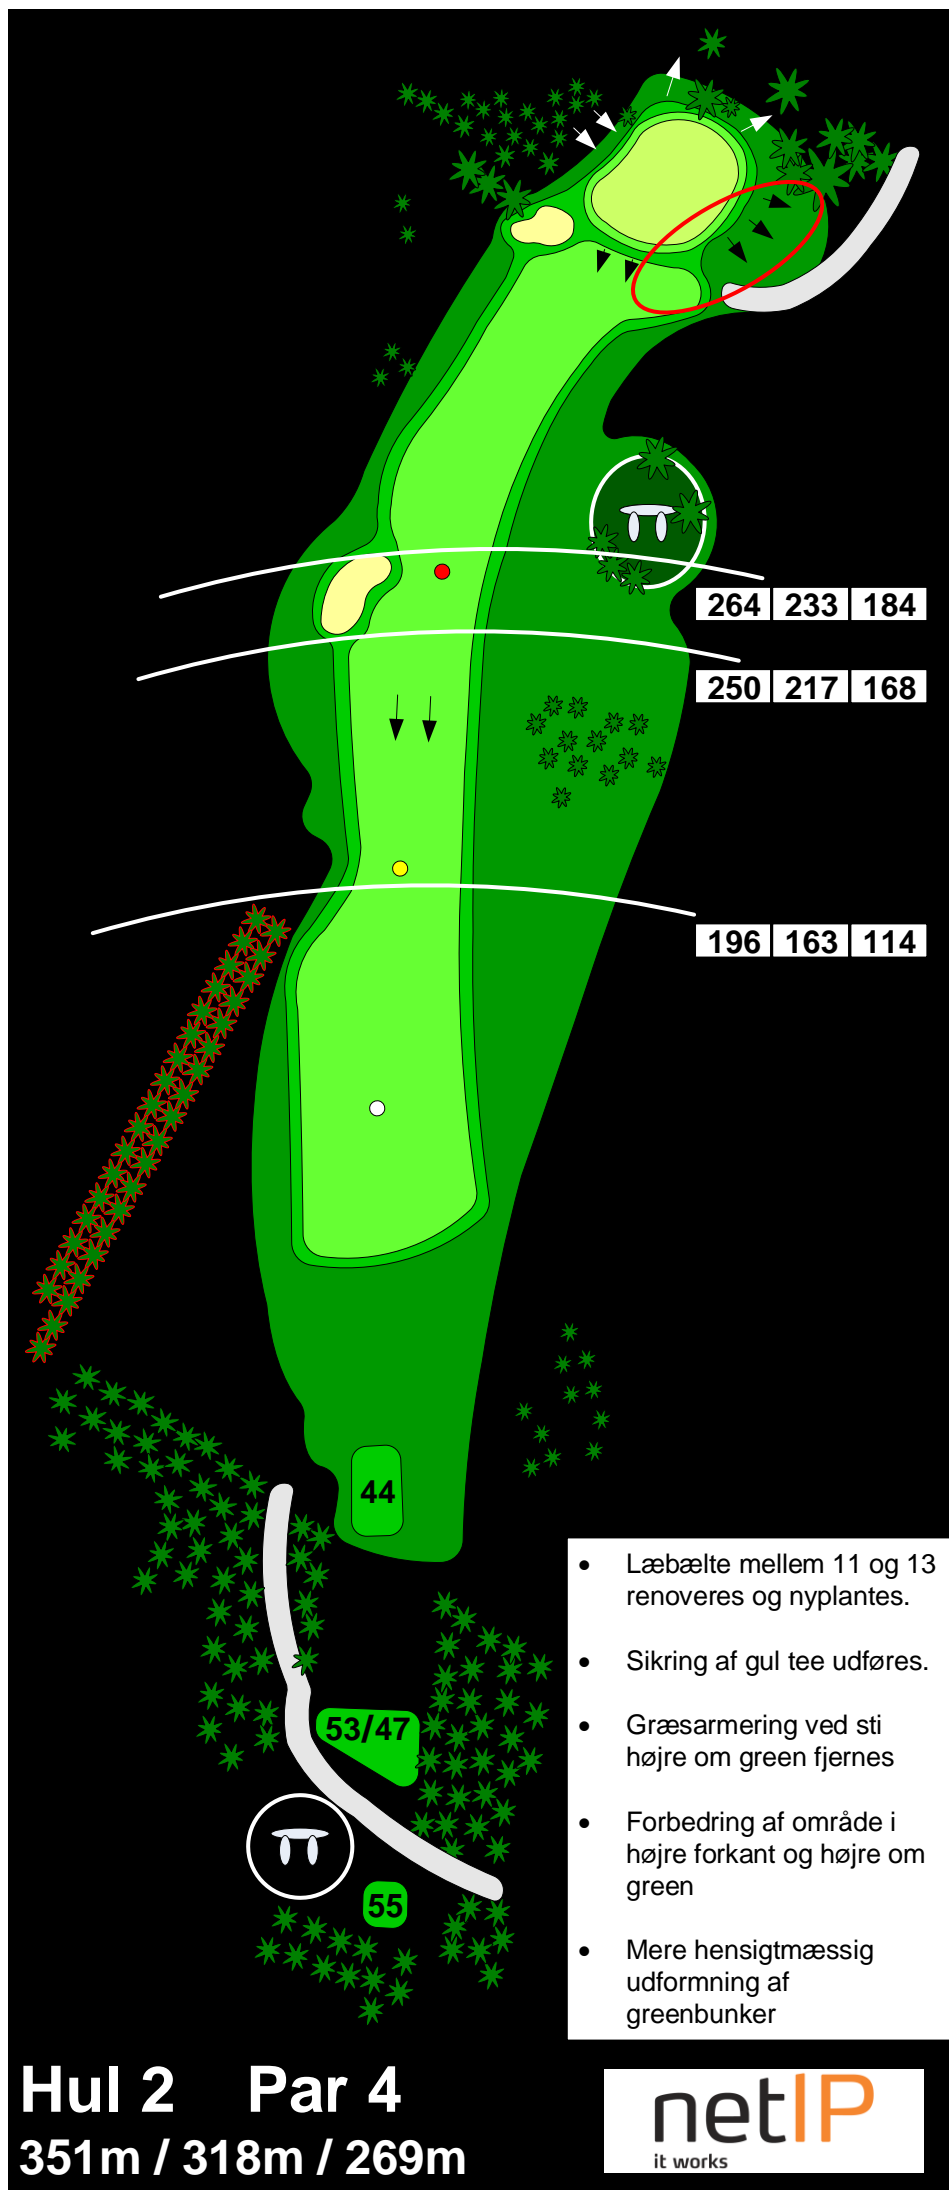 264 233 184
250 217 168
196 163 114
44
53/47
55
• Læbælte mellem 11 og 13
renoveres og nyplantes.
• Sikring af gul tee udføres.
• Græsarmering ved sti
højre om green fjernes
• Forbedring af område i
højre forkant og højre om
green
• Mere hensigtmæssig
udformning af
greenbunker
Hul 2 Par 4
351m / 318m / 269m
netIP
it works